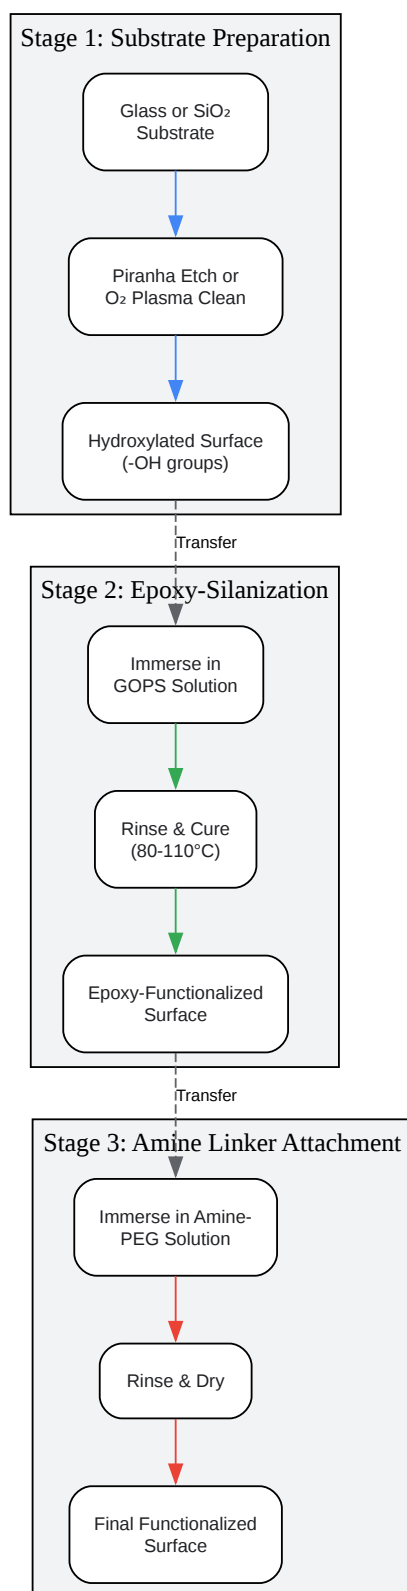 Stage 1: Substrate Preparation
Glass or SiO₂
Substrate
Piranha Etch or
O₂ Plasma Clean
Hydroxylated Surface
(-OH groups)
Transfer
Stage 2: Epoxy-Silanization
Immerse in
GOPS Solution
Rinse & Cure
(80-110°C)
Epoxy-Functionalized
Surface
Transfer
Stage 3: Amine Linker Attachment
Immerse in Amine-
PEG Solution
Rinse & Dry
Final Functionalized
Surface